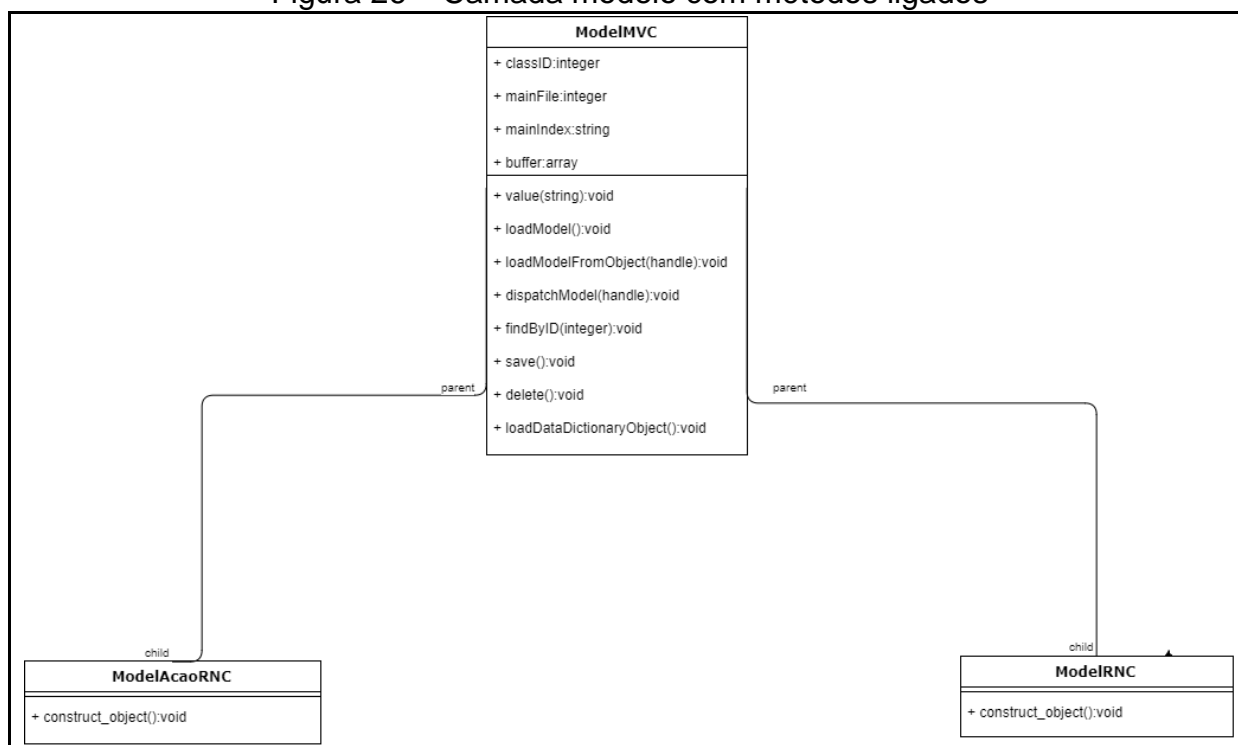 Figura – Camada modelo com métodos ligados
ModelMVC
+ classID:integer
+ mainFile:integer
+ mainIndex:string
+ buffer:array
+ value(string):void
+ loadModel():void
+ loadModelFromObject(handle):void
+ dispatchModel(handle):void
+ findByID(integer):void
+ save():void
+ delete():void
+ loadDataDictionaryObject():void
parent
parent
child
child
ModelAcaoRNC
+ construct_object():void
ModelRNC
+ construct_object():void